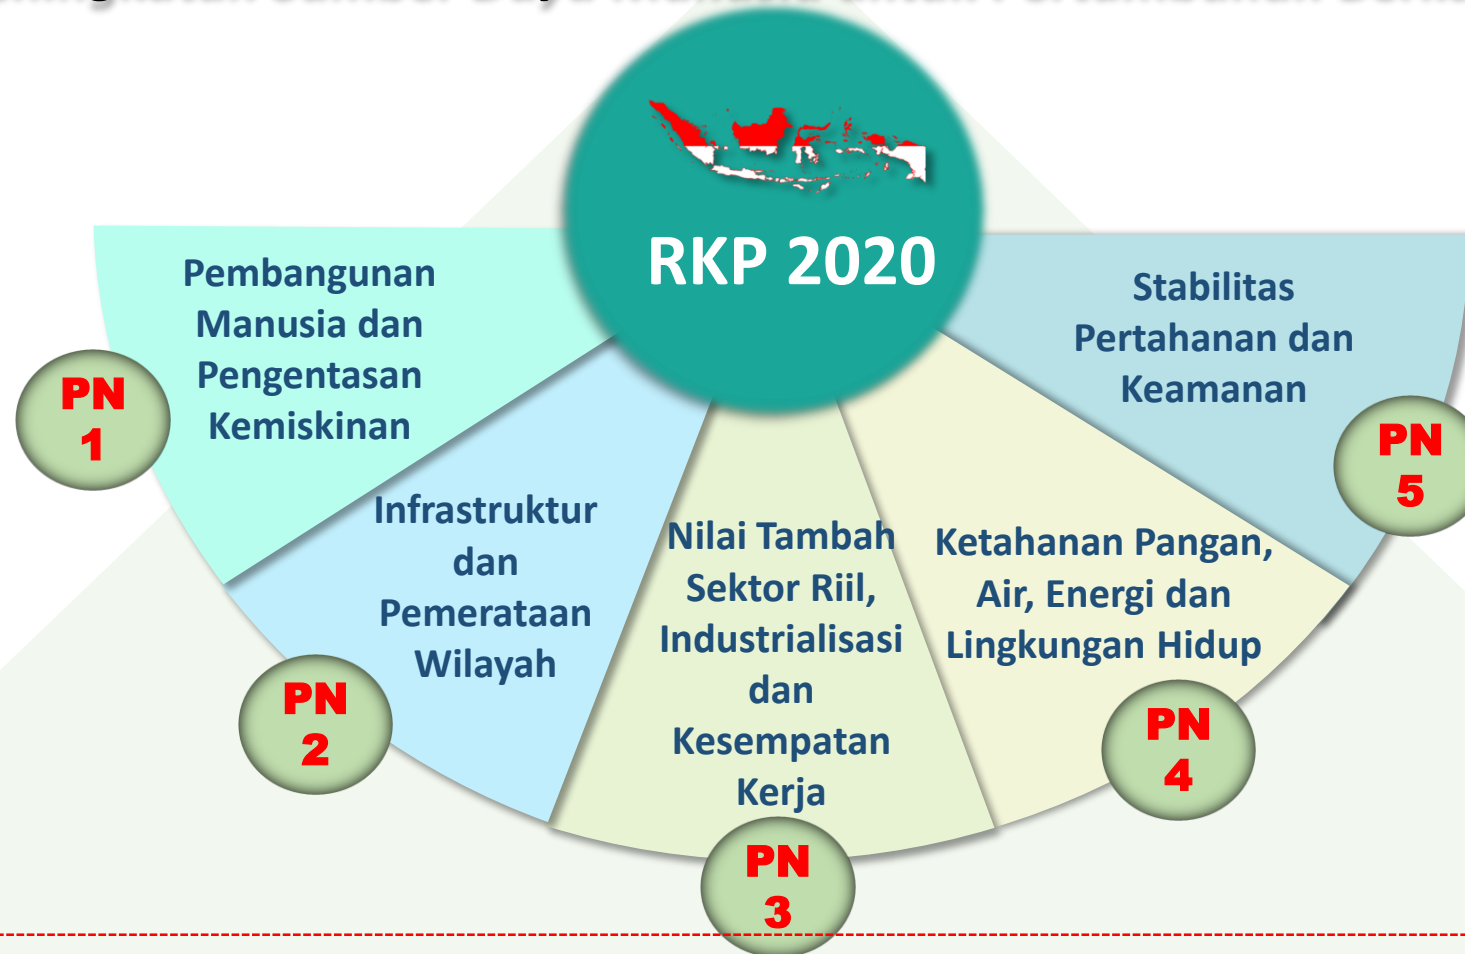 RKP 2020
Pembangunan
Manusia dan
Pengentasan
Kemiskinan
PN
1
Infrastruktur
dan
Pemerataan
Wilayah
PN
2
Nilai Tambah
Sektor Riil,
Industrialisasi
dan
Kesempatan
Kerja
PN
3
Ketahanan Pangan,
Air, Energi dan
Lingkungan Hidup
PN
4
Stabilitas
Pertahanan dan
Keamanan
PN
5